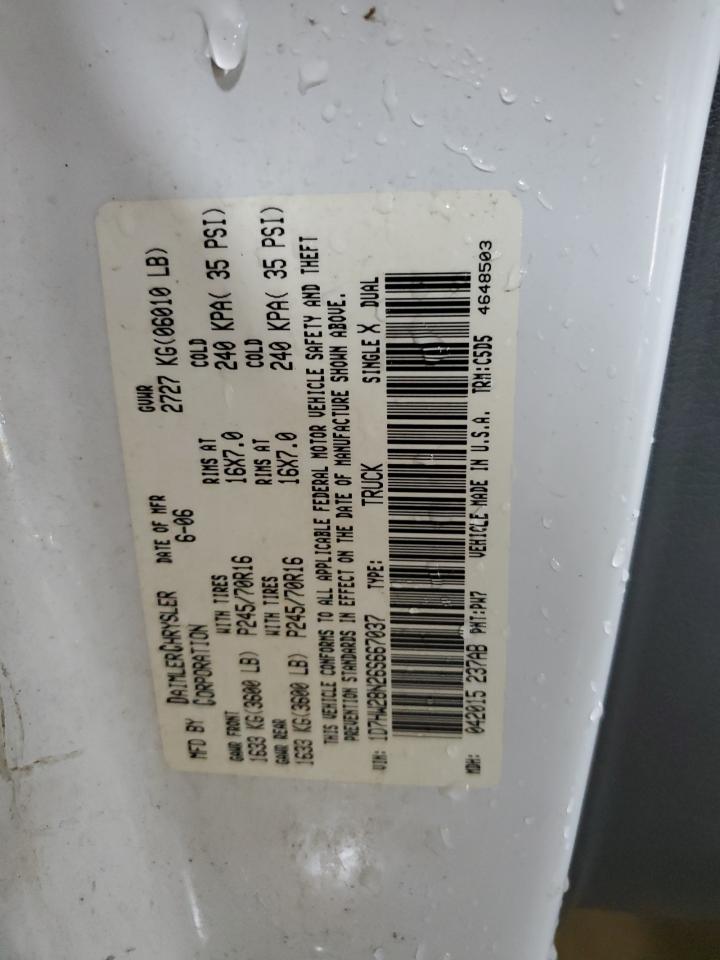 MFD BY DAIMLERCHRYSLER CORPORATION DATE OF MFR 6-06 GVWR 2727 KG(06010 LB)
GAWR FRONT WITH TIRES RIMS AT COLD
1633 KG(3600 LB) P245/70R16 16X7.0 240 KPA( 35 PSI)
GAWR REAR WITH TIRES RIMS AT COLD
1633 KG(3600 LB) P245/70R16 16X7.0 240 KPA( 35 PSI)
THIS VEHICLE CONFORMS TO ALL APPLICABLE FEDERAL MOTOR VEHICLE SAFETY AND THEFT
PREVENTION STANDARDS IN EFFECT ON THE DATE OF MANUFACTURE SHOWN ABOVE.
VIN: 1D7HW28N26S667037 TYPE: TRUCK SINGLE X DUAL
MDH: 042015 237AB PNT:PW7 VEHICLE MADE IN U.S.A. TRM:C5D5 4648503